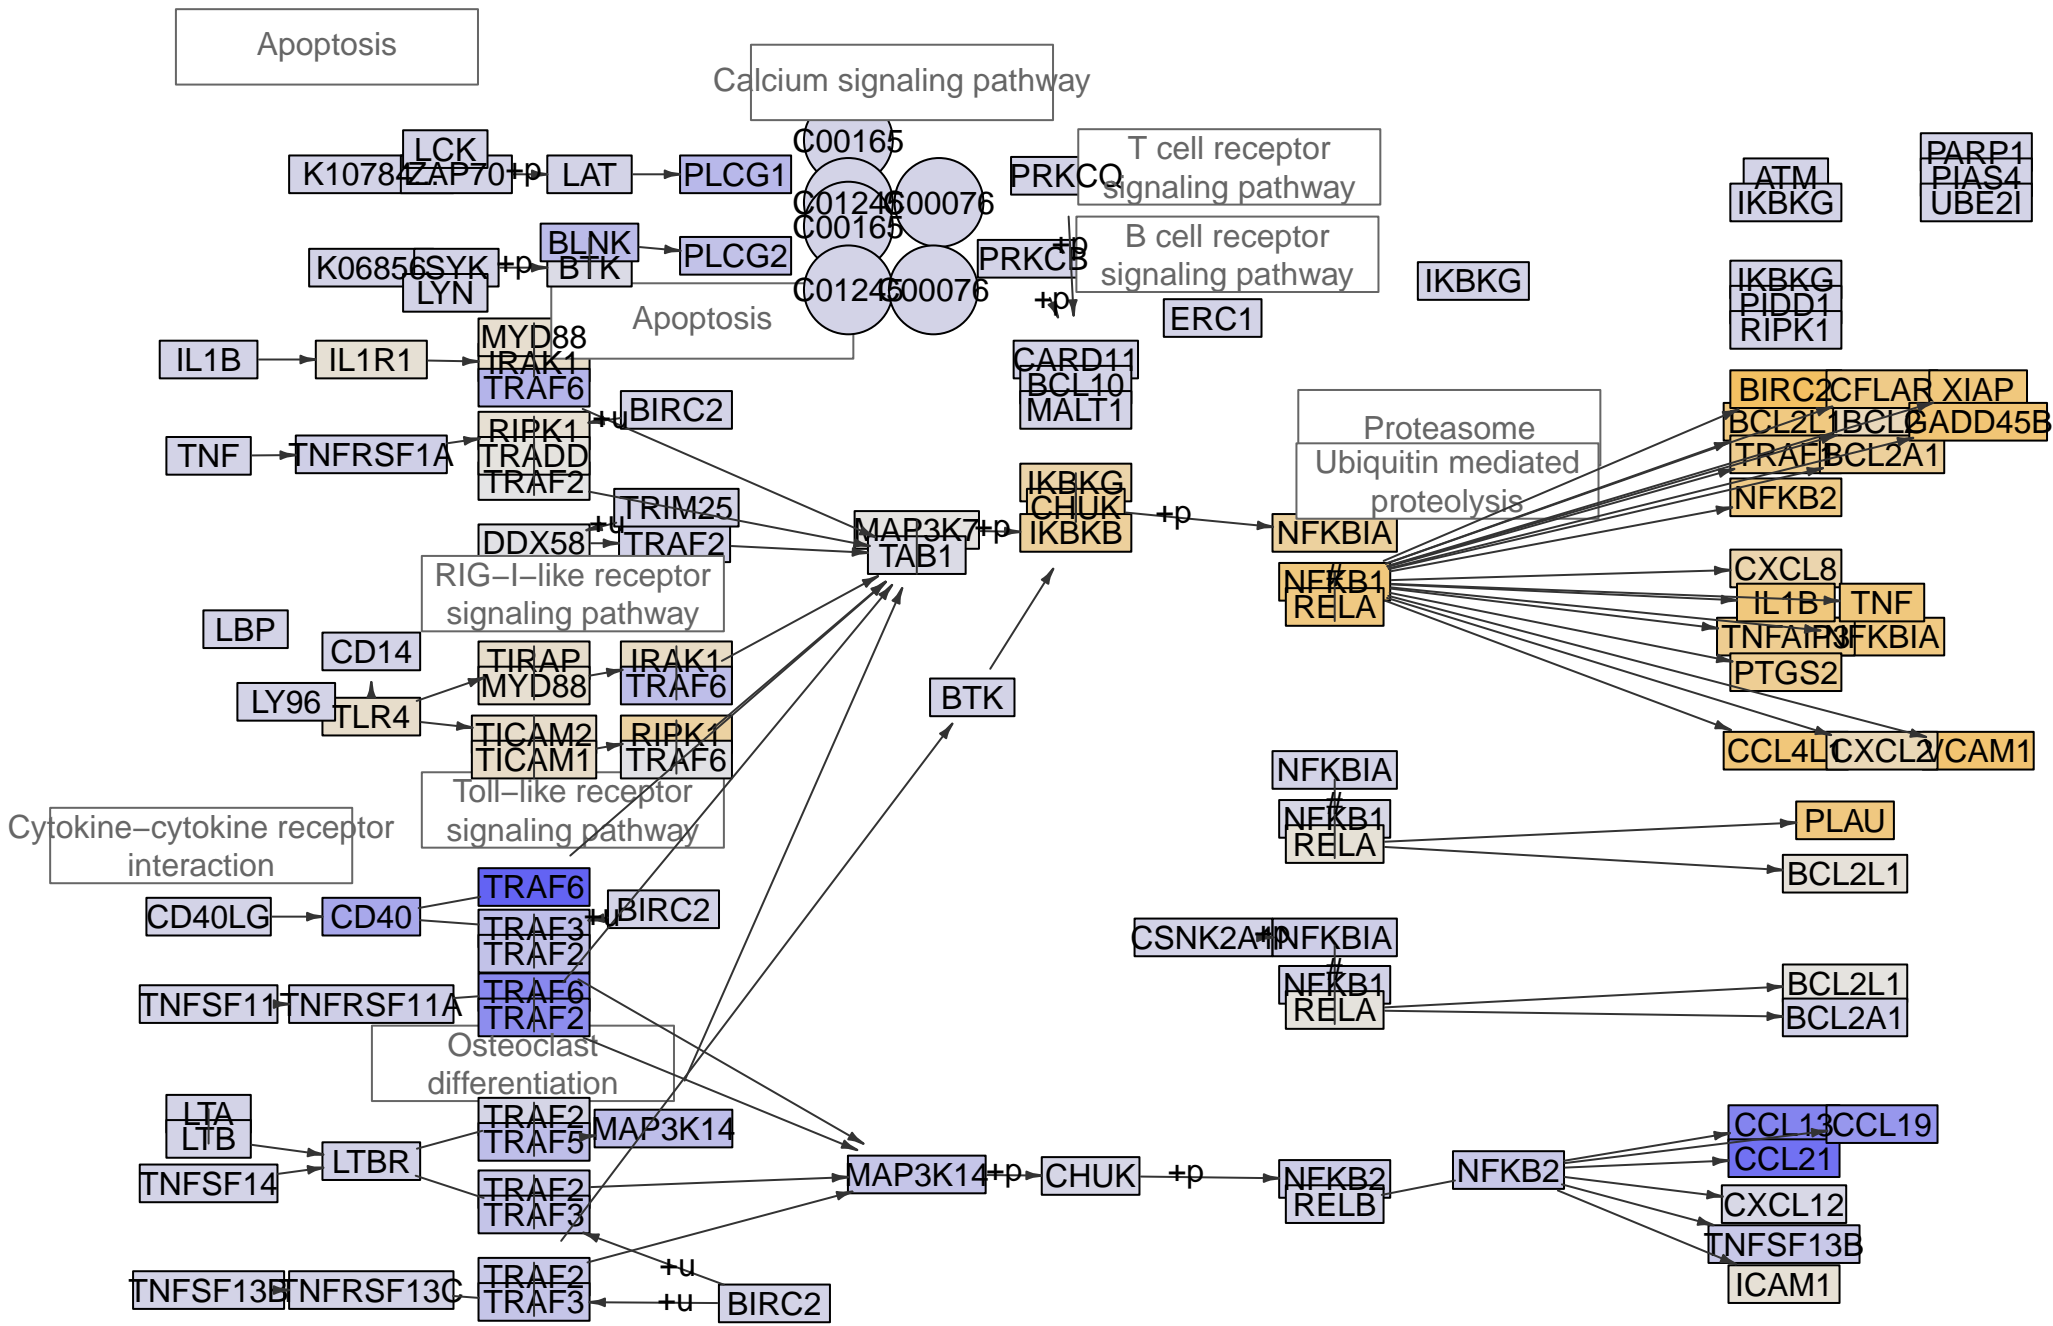 Apoptosis
Calcium signaling pathway
C00165
T cell receptor
signaling pathway
PARP1
PIAS4
UBE2I
LCK
K10784
ZAP70
+p
LAT
PLCG1
PRKCQ
ATM
IKBKG
C01246
C00165
C00076
B cell receptor
signaling pathway
BLNK
PLCG2
PRKCB
+p
K06856
SYK
+p
BTK
LYN
C01245
C00076
+p
IKBKG
IKBKG
PIDD1
RIPK1
Apoptosis
ERC1
MYD88
IRAK1
TRAF6
IL1B
IL1R1
CARD11
BCL10
MALT1
BIRC2
CFLAR
XIAP
BIRC2
+u
BCL2L1
BCL2
GADD45B
TNF
TNFRSF1A
RIPK1
TRADD
TRAF2
Proteasome
Ubiquitin mediated
proteolysis
TRAF1
BCL2A1
NFKB2
IKBKG
CHUK
IKBKB
+p
NFKBIA
TRIM25
+u
DDX58
TRAF2
MAP3K7
+p
TAB1
RIG−I−like receptor
signaling pathway
NFKB1
RELA
CXCL8
IL1B
TNF
TNFAIP3
NFKBIA
PTGS2
LBP
CD14
TIRAP
MYD88
IRAK1
TRAF6
LY96
TLR4
BTK
TICAM2
TICAM1
RIPK1
TRAF6
CCL4L1
CXCL2
VCAM1
Toll−like receptor
signaling pathway
NFKBIA
NFKB1
RELA
PLAU
BCL2L1
Cytokine−cytokine receptor
interaction
TRAF6
CD40LG
CD40
TRAF3
TRAF2
+u
BIRC2
CSNK2A1
+p
NFKBIA
TNFSF11
TNFRSF11A
TRAF6
TRAF2
NFKB1
RELA
BCL2L1
BCL2A1
Osteoclast
differentiation
LTA
LTB
TRAF2
TRAF5
MAP3K14
CCL13
CCL19
CCL21
TNFSF14
LTBR
TRAF2
TRAF3
MAP3K14
+p
CHUK
+p
NFKB2
RELB
NFKB2
CXCL12
TNFSF13B
ICAM1
TNFSF13B
TNFRSF13C
TRAF2
TRAF3
+u
+u
BIRC2